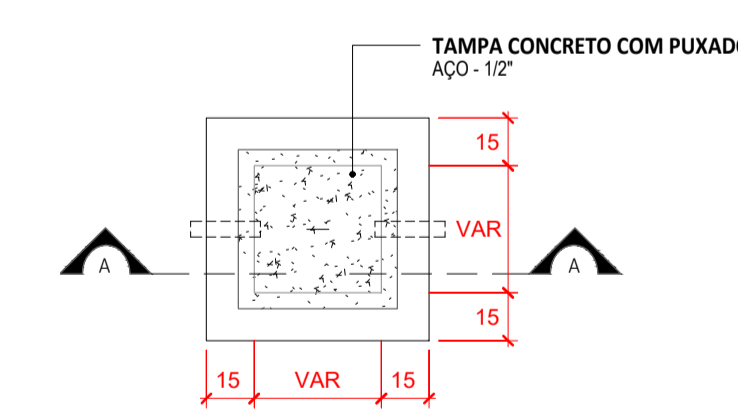 TAMPA CONCRETO COM PUXADO
AÇO - 1/2"
15
VAR
A
A
15
15
VAR
15